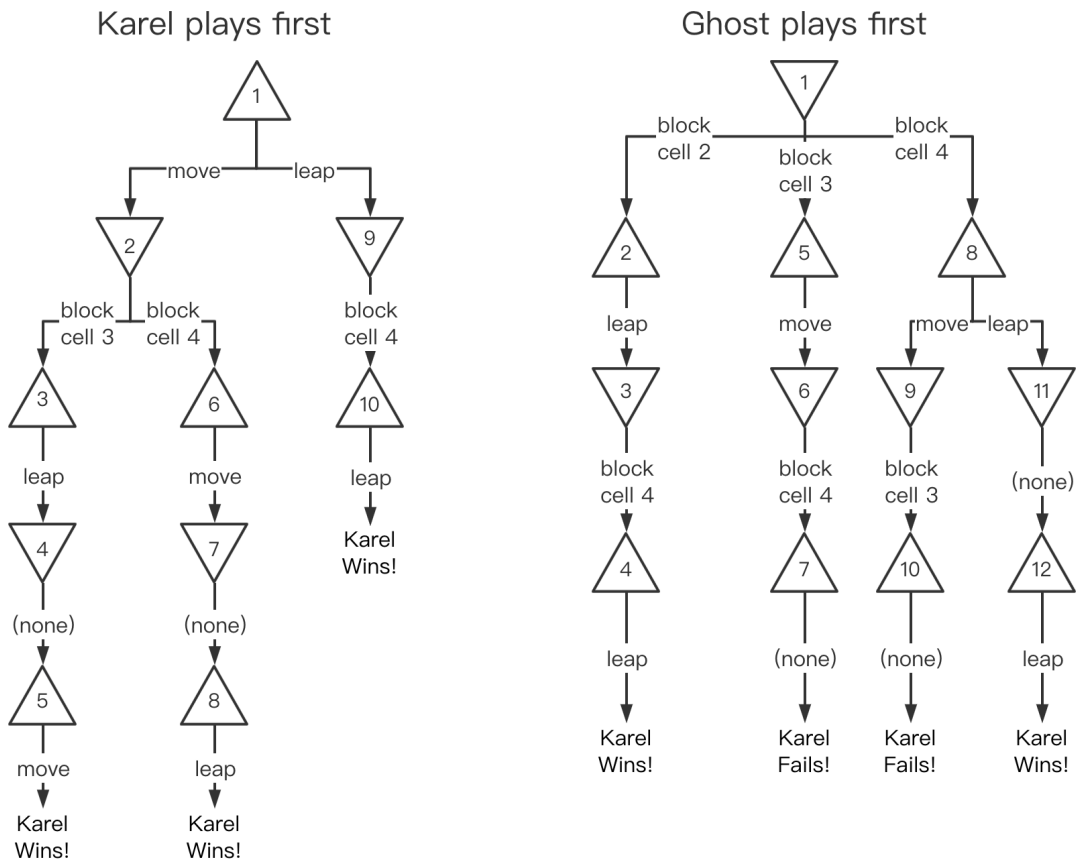 Karel plays first
1
move
leap
2
9
block
cell 3
block
cell 4
block
cell 4
3
6
10
leap
move
leap
4
7
Karel
Wins!
(none)
(none)
5
8
move
leap
Karel
Wins!
Karel
Wins!
Ghost plays first
1
block
cell 2
block
cell 3
block
cell 4
2
5
8
leap
move
move
leap
3
6
9
11
block
cell 4
block
cell 4
block
cell 3
(none)
4
7
10
12
leap
(none)
(none)
leap
Karel
Wins!
Karel
Fails!
Karel
Fails!
Karel
Wins!